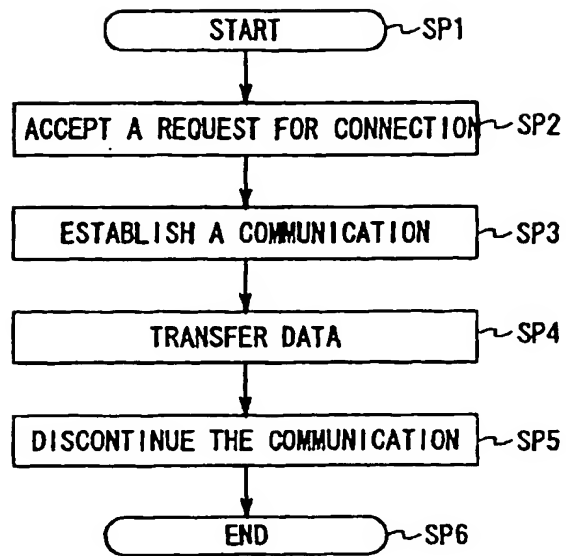 START SP1
ACCEPT A REQUEST FOR CONNECTION SP2
ESTABLISH A COMMUNICATION SP3
TRANSFER DATA SP4
DISCONTINUE THE COMMUNICATION SP5
END SP6